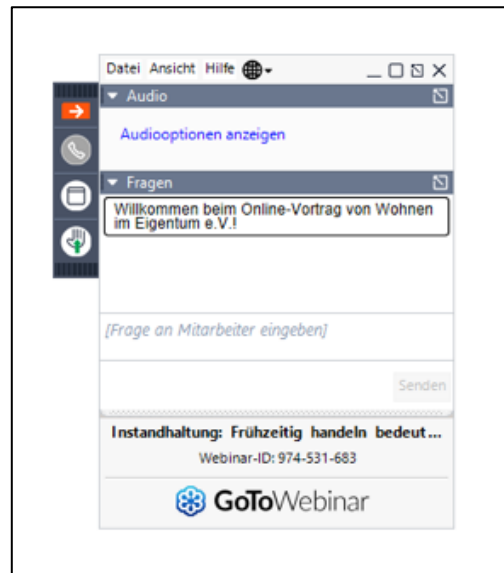 Datei Ansicht Hilfe
Audio
Audiooptionen anzeigen
Fragen
Willkommen beim Online-Vortrag von Wohnen
im Eigentum e.V.!
[Frage an Mitarbeiter eingeben]
Senden
Instandhaltung: Frühzeitig handeln bedeut...
Webinar-ID: 974-531-683
GoToWebinar